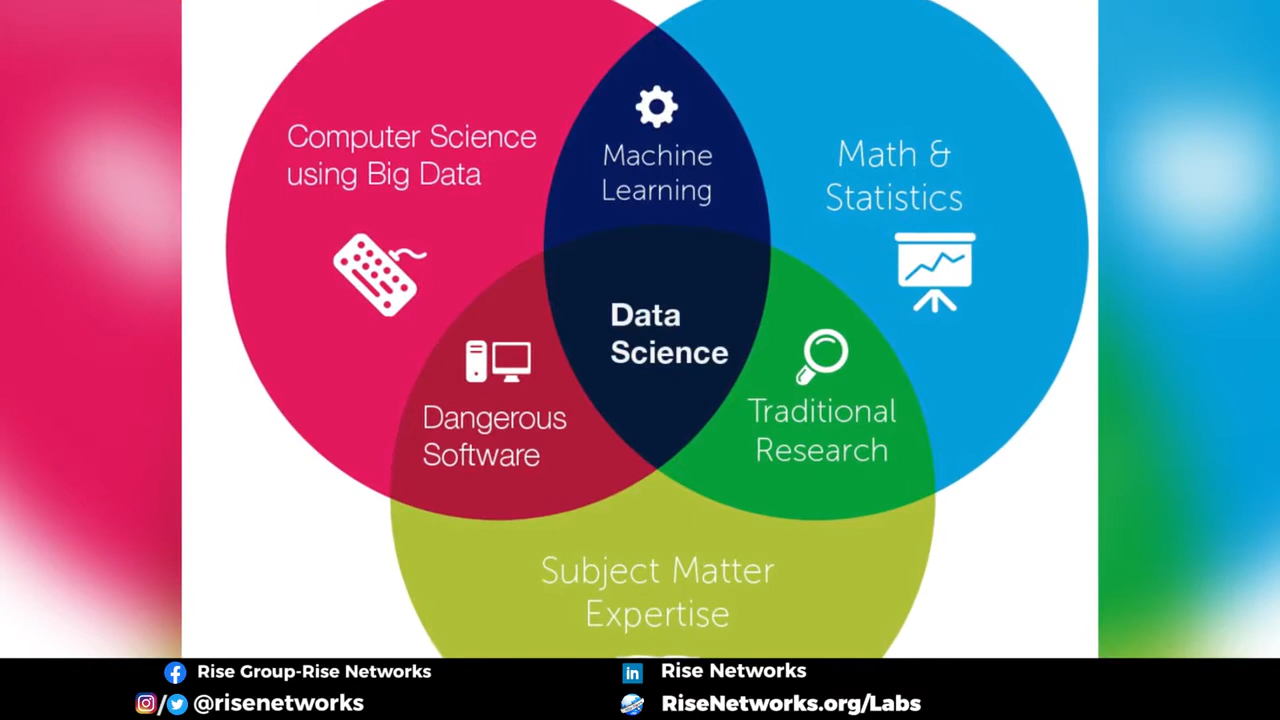 Computer Science
using Big Data
Machine
Learning
Math &
Statistics
Data
Science
Dangerous
Software
Traditional
Research
Subject Matter
Expertise
Rise Group-Rise Networks
Rise Networks
@risenetworks
RiseNetworks.org/Labs